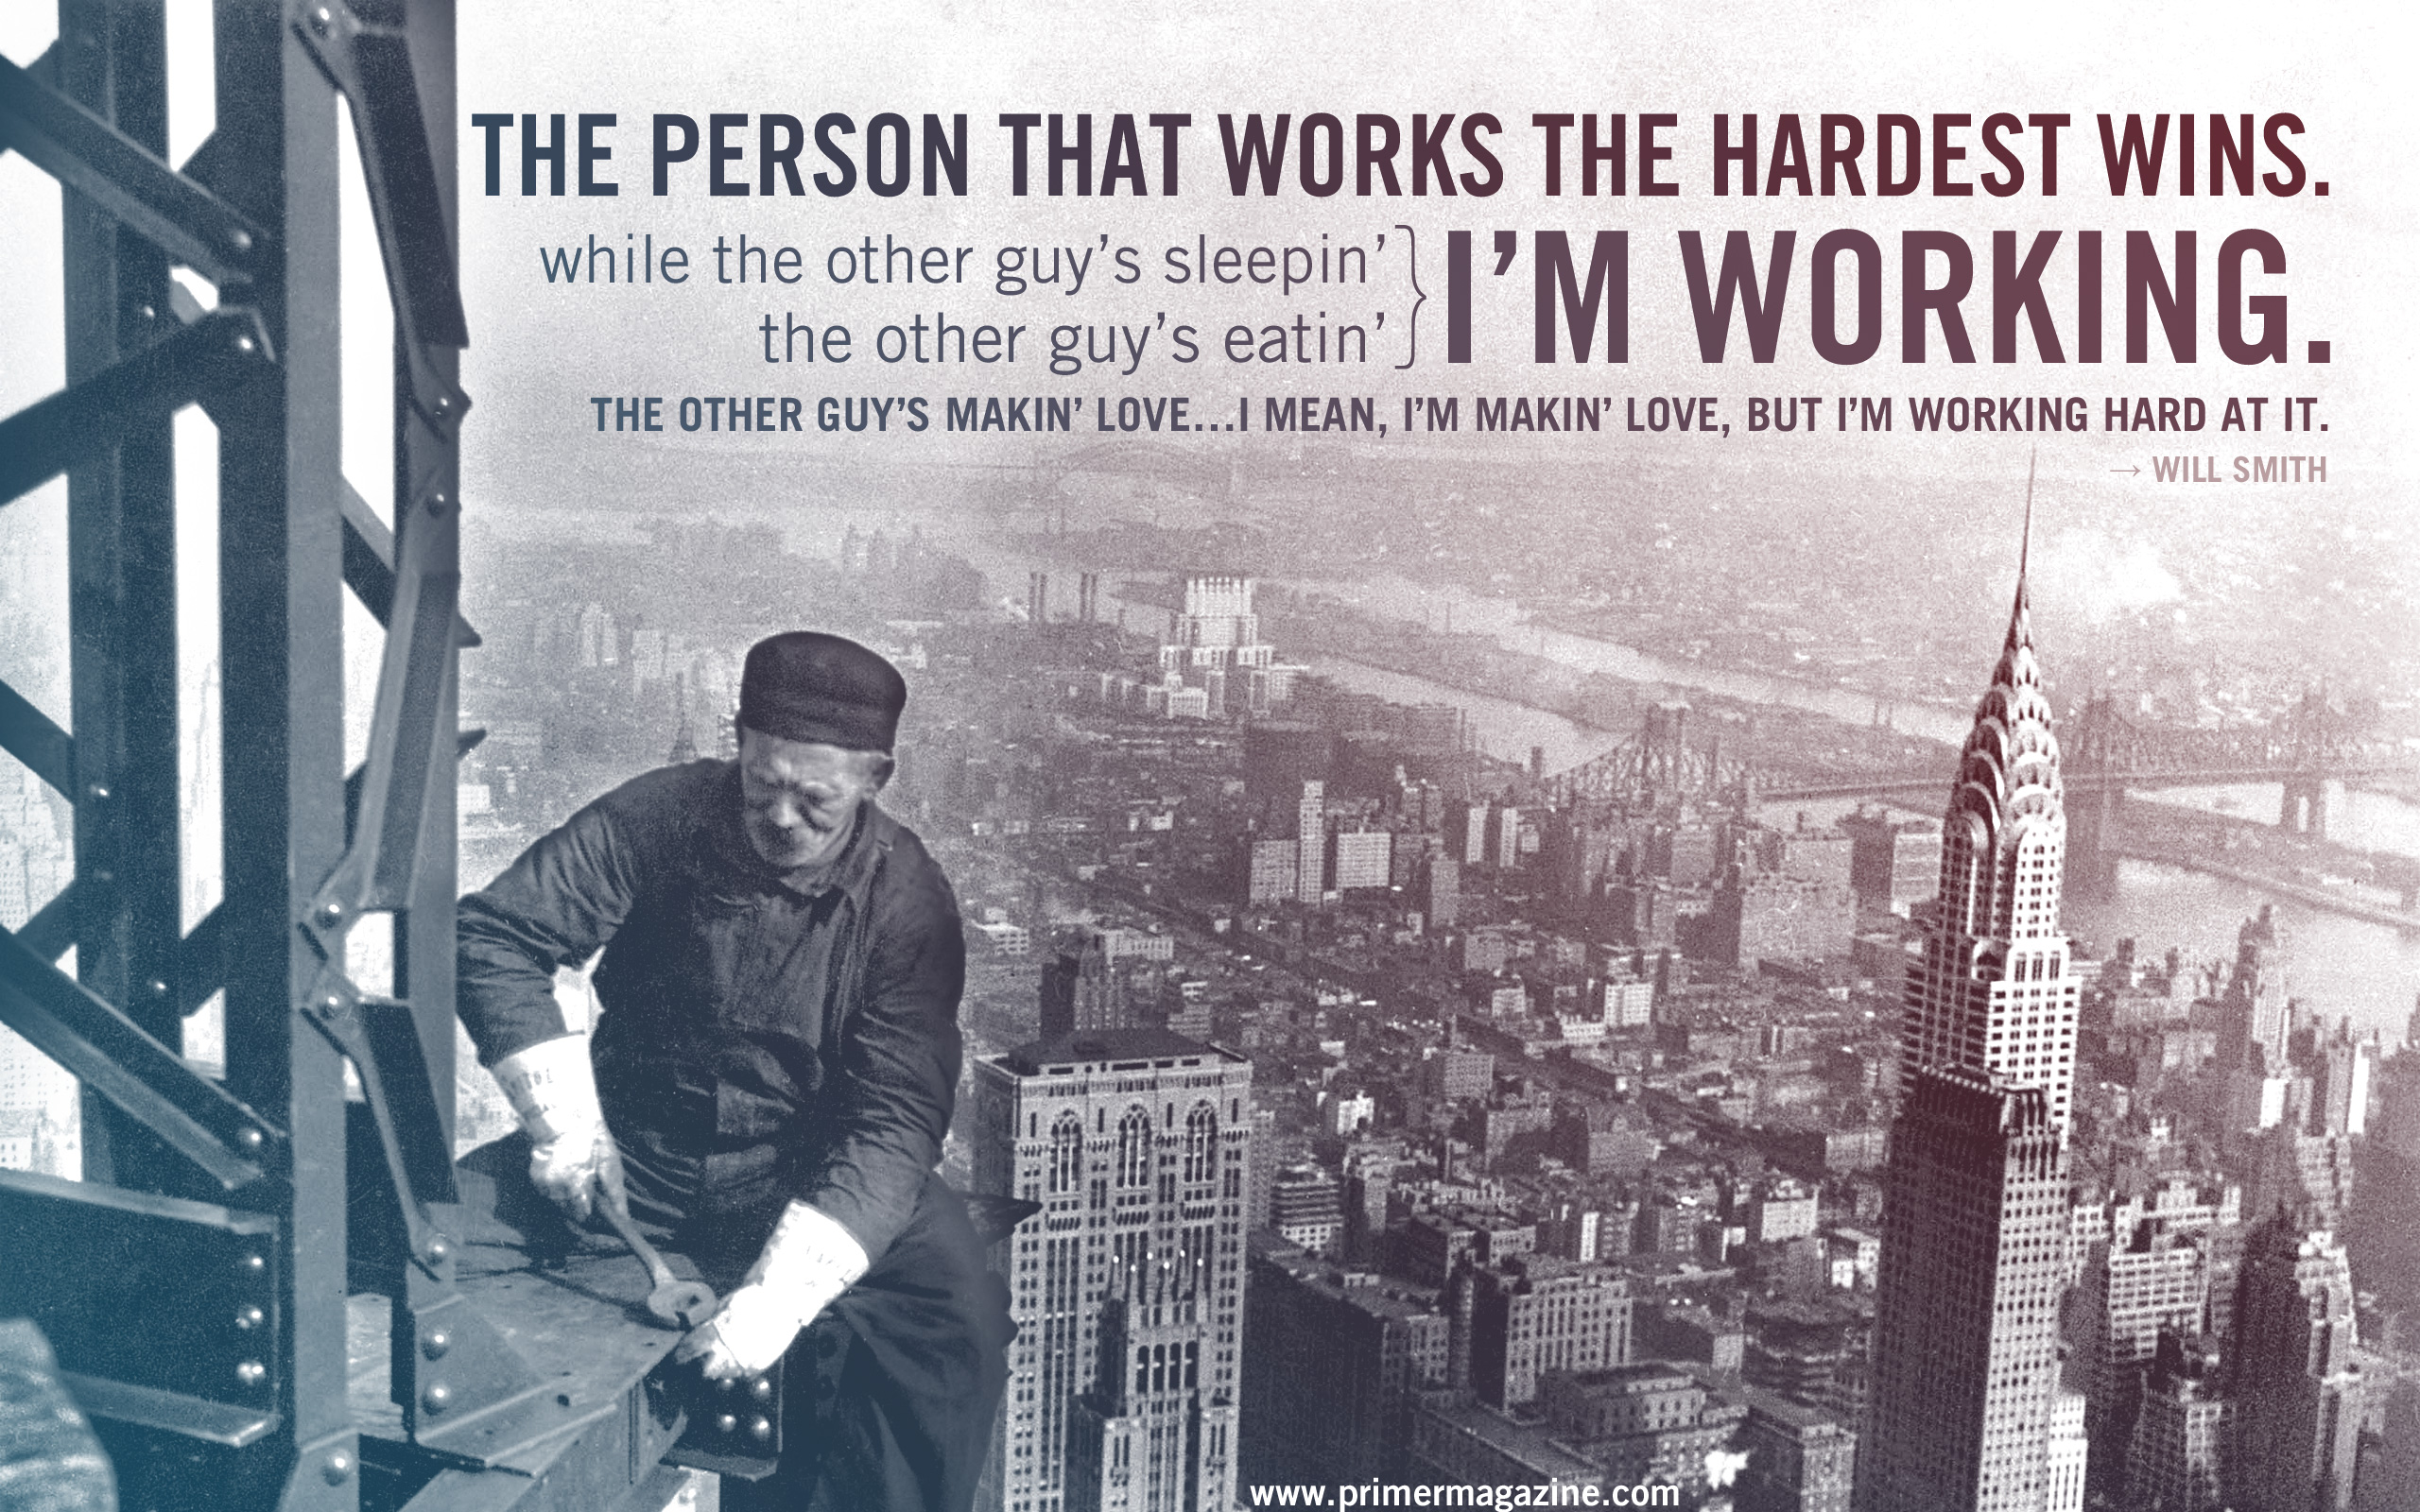 THE PERSON THAT WORKS THE HARDEST WINS.
while the other guy's sleepin'
the other guy's eatin'
I'M WORKING.
THE OTHER GUY'S MAKIN' LOVE...I MEAN, I'M MAKIN' LOVE, BUT I'M WORKING HARD AT IT.
→ WILL SMITH
www.primermagazine.com